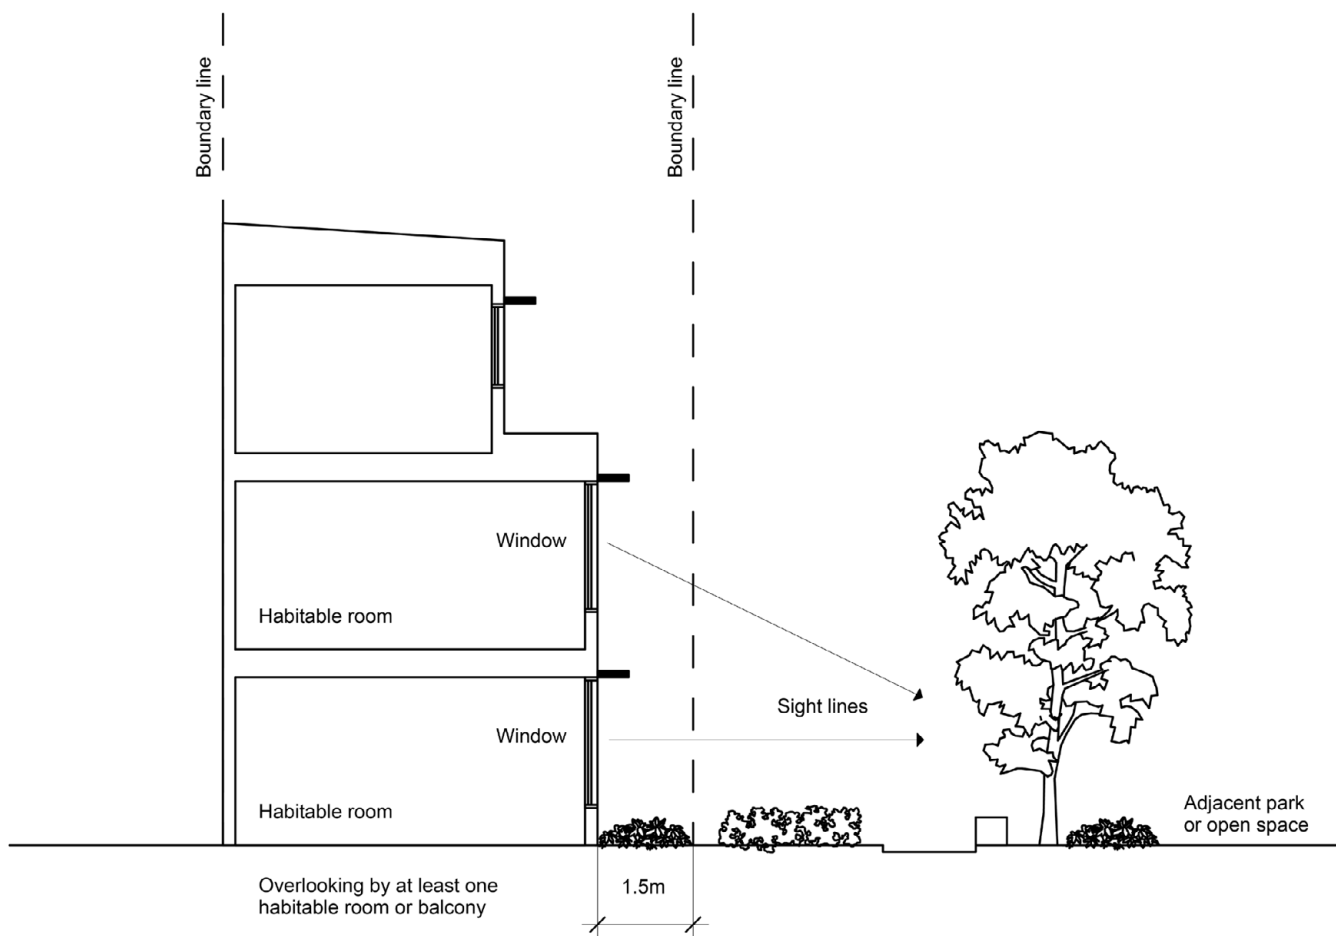 Boundary line
Boundary line
Window
Habitable room
Sight lines
Window
Habitable room
Adjacent park
or open space
Overlooking by at least one
habitable room or balcony
1.5m